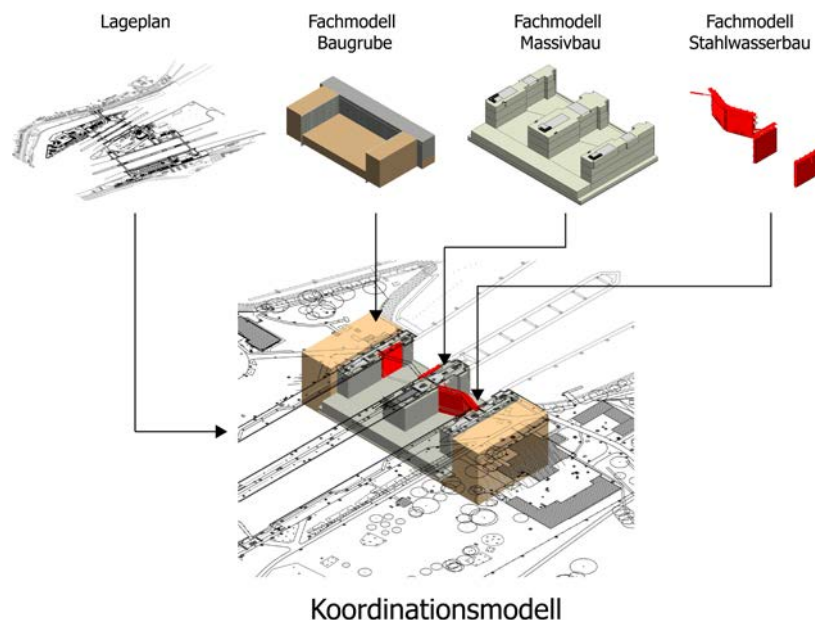 Lageplan
Fachmodell
Baugrube
Fachmodell
Massivbau
Fachmodell
Stahlwasserbau
Koordinationsmodell